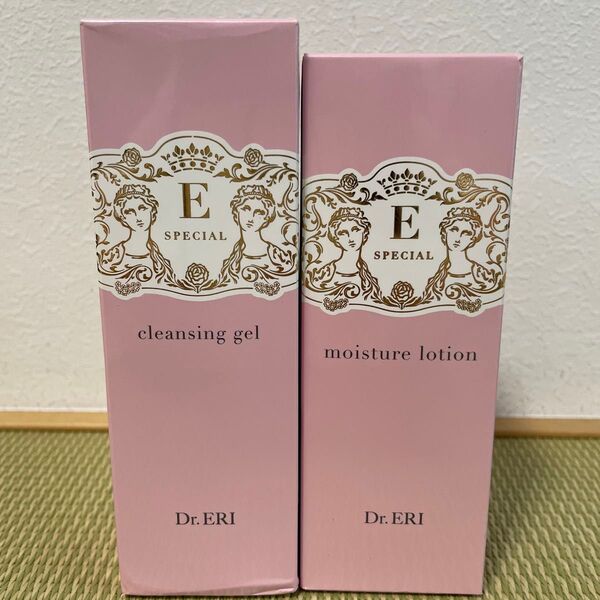 E
SPECIAL
cleansing gel
Dr. ERI
E
SPECIAL
moisture lotion
Dr. ERI